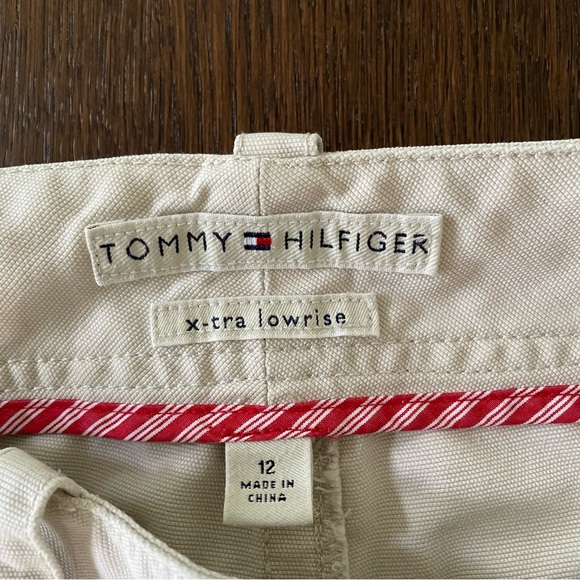 TOMMY HILFIGER
x-tra lowrise
12
MADE IN
CHINA